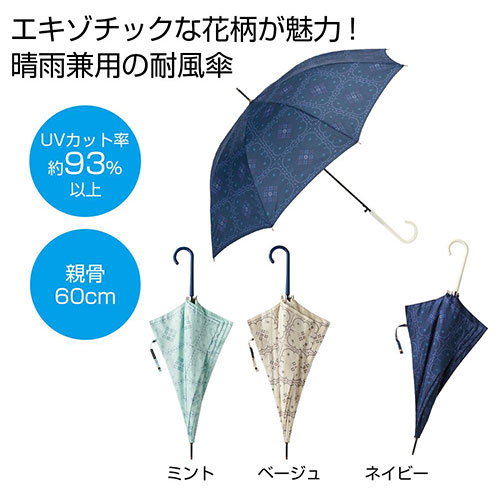 エキゾチックな花柄が魅力！
晴雨兼用の耐風傘
UVカット率
約93%
以上
親骨
60cm
ミント
ベージュ
ネイビー